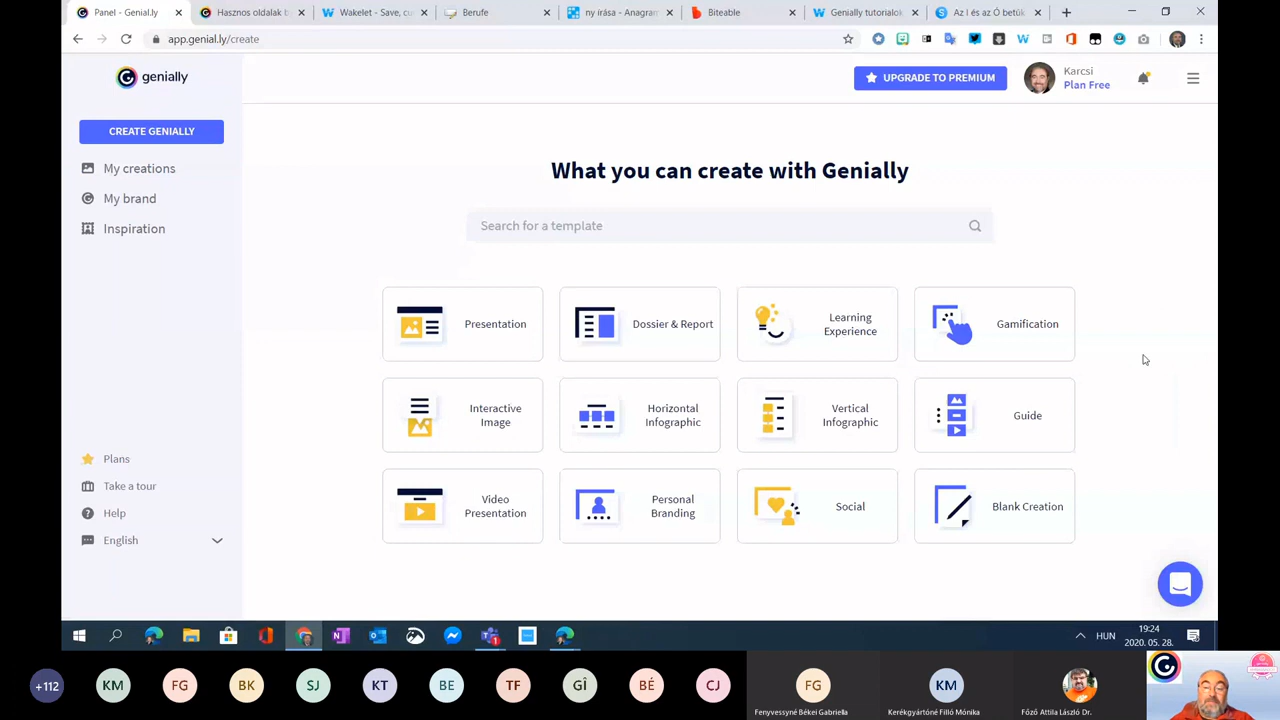 Panel - Genial.ly
Hasznos oldalak b
Wakelet - Save, cu
Berufe
ny írása - Anagram
Biteable
Genially tutorialok
Az l és az Ó betűk
app.genial.ly/create
genially
UPGRADE TO PREMIUM
Karcsi
Plan Free
CREATE GENIALLY
My creations
My brand
Inspiration
What you can create with Genially
Search for a template
Presentation
Dossier & Report
Learning
Experience
Gamification
Interactive
Image
Horizontal
Infographic
Vertical
Infographic
Guide
Video
Presentation
Personal
Branding
Social
Blank Creation
Plans
Take a tour
Help
English
HUN
19:24
2020. 05. 28.
+112
KM
FG
BK
SJ
KT
BE
TF
GÎ
BÉ
CJ
FG
Fenyvessyné Békei Gabriella
KM
Kerékgyártóné Filló Mónika
Főző Attila László Dr.